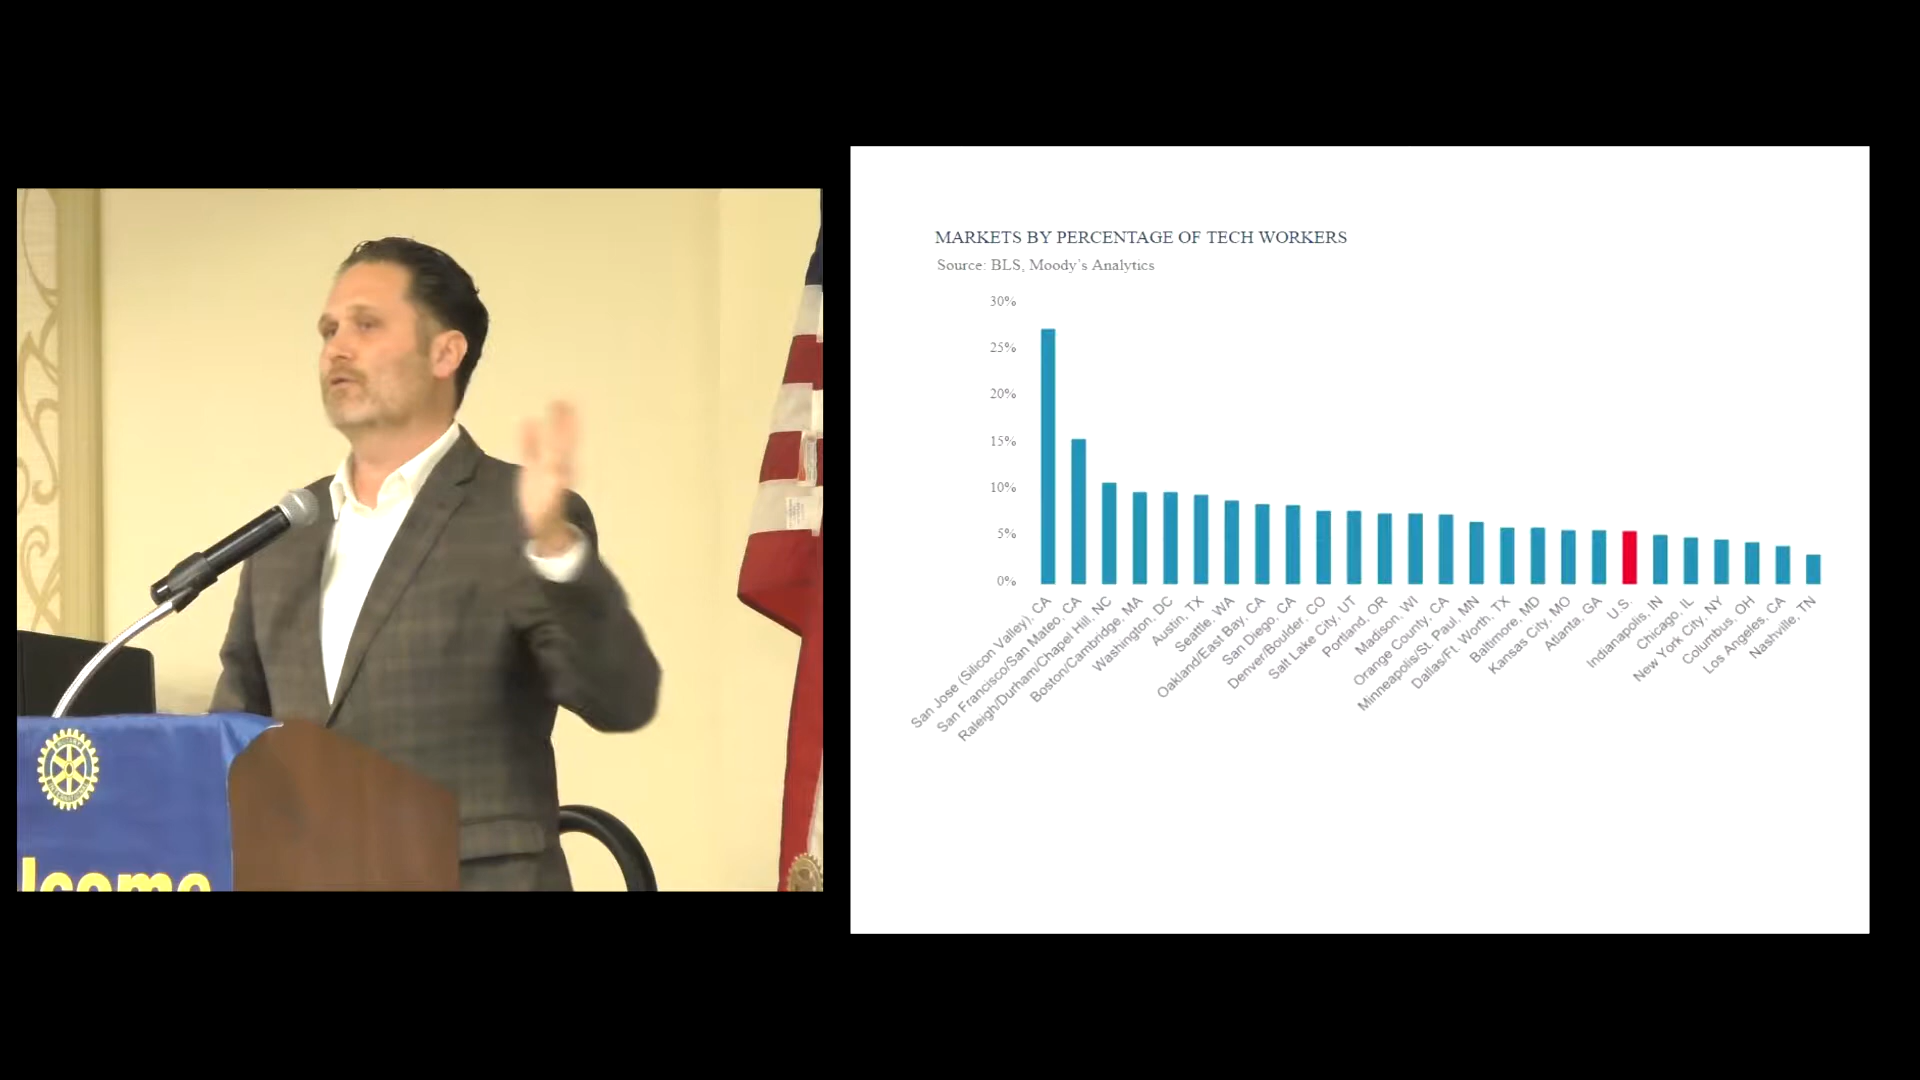 lcome
MARKETS BY PERCENTAGE OF TECH WORKERS
Source: BLS, Moody's Analytics
30%
25%
20%
15%
10%
5%
0%
San Jose (Silicon Valley), CA
San Francisco/San Mateo, CA
Raleigh/Durham/Chapel Hill, NC
Boston/Cambridge, MA
Washington, DC
Austin, TX
Seattle, WA
Oakland/East Bay, CA
San Diego, CA
Denver/Boulder, CO
Salt Lake City, UT
Portland, OR
Madison, WI
Orange County, CA
Minneapolis/St. Paul, MN
Dallas/Ft. Worth, TX
Baltimore, MD
Kansas City, MO
Atlanta, GA
U.S.
Indianapolis, IN
Chicago, IL
New York City, NY
Columbus, OH
Los Angeles, CA
Nashville, TN